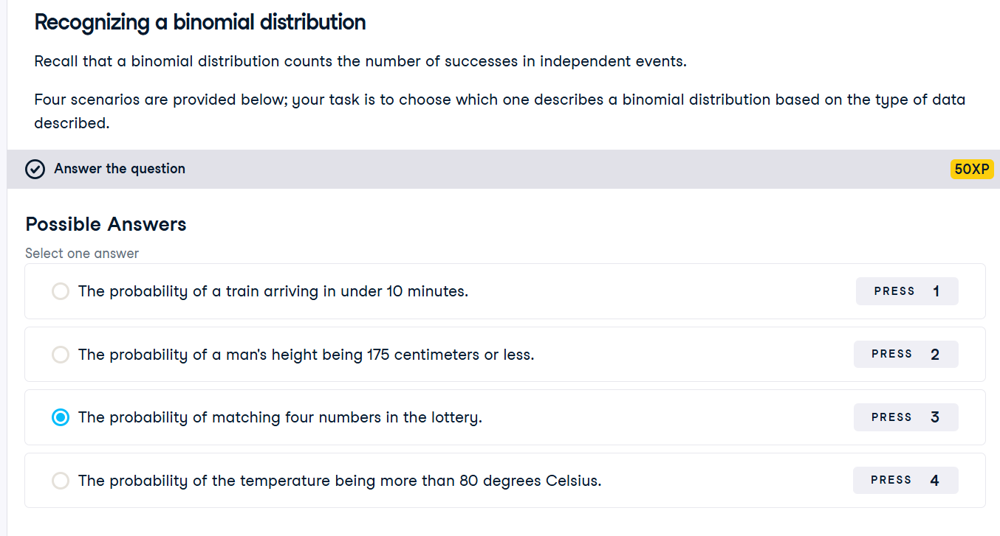 Recognizing a binomial distribution
Recall that a binomial distribution counts the number of successes in independent events.
Four scenarios are provided below; your task is to choose which one describes a binomial distribution based on the type of data
described.
Answer the question
50XP
Possible Answers
Select one answer
The probability of a train arriving in under 10 minutes.
PRESS 1
The probability of a man's height being 175 centimeters or less.
PRESS 2
The probability of matching four numbers in the lottery.
PRESS 3
The probability of the temperature being more than 80 degrees Celsius.
PRESS 4